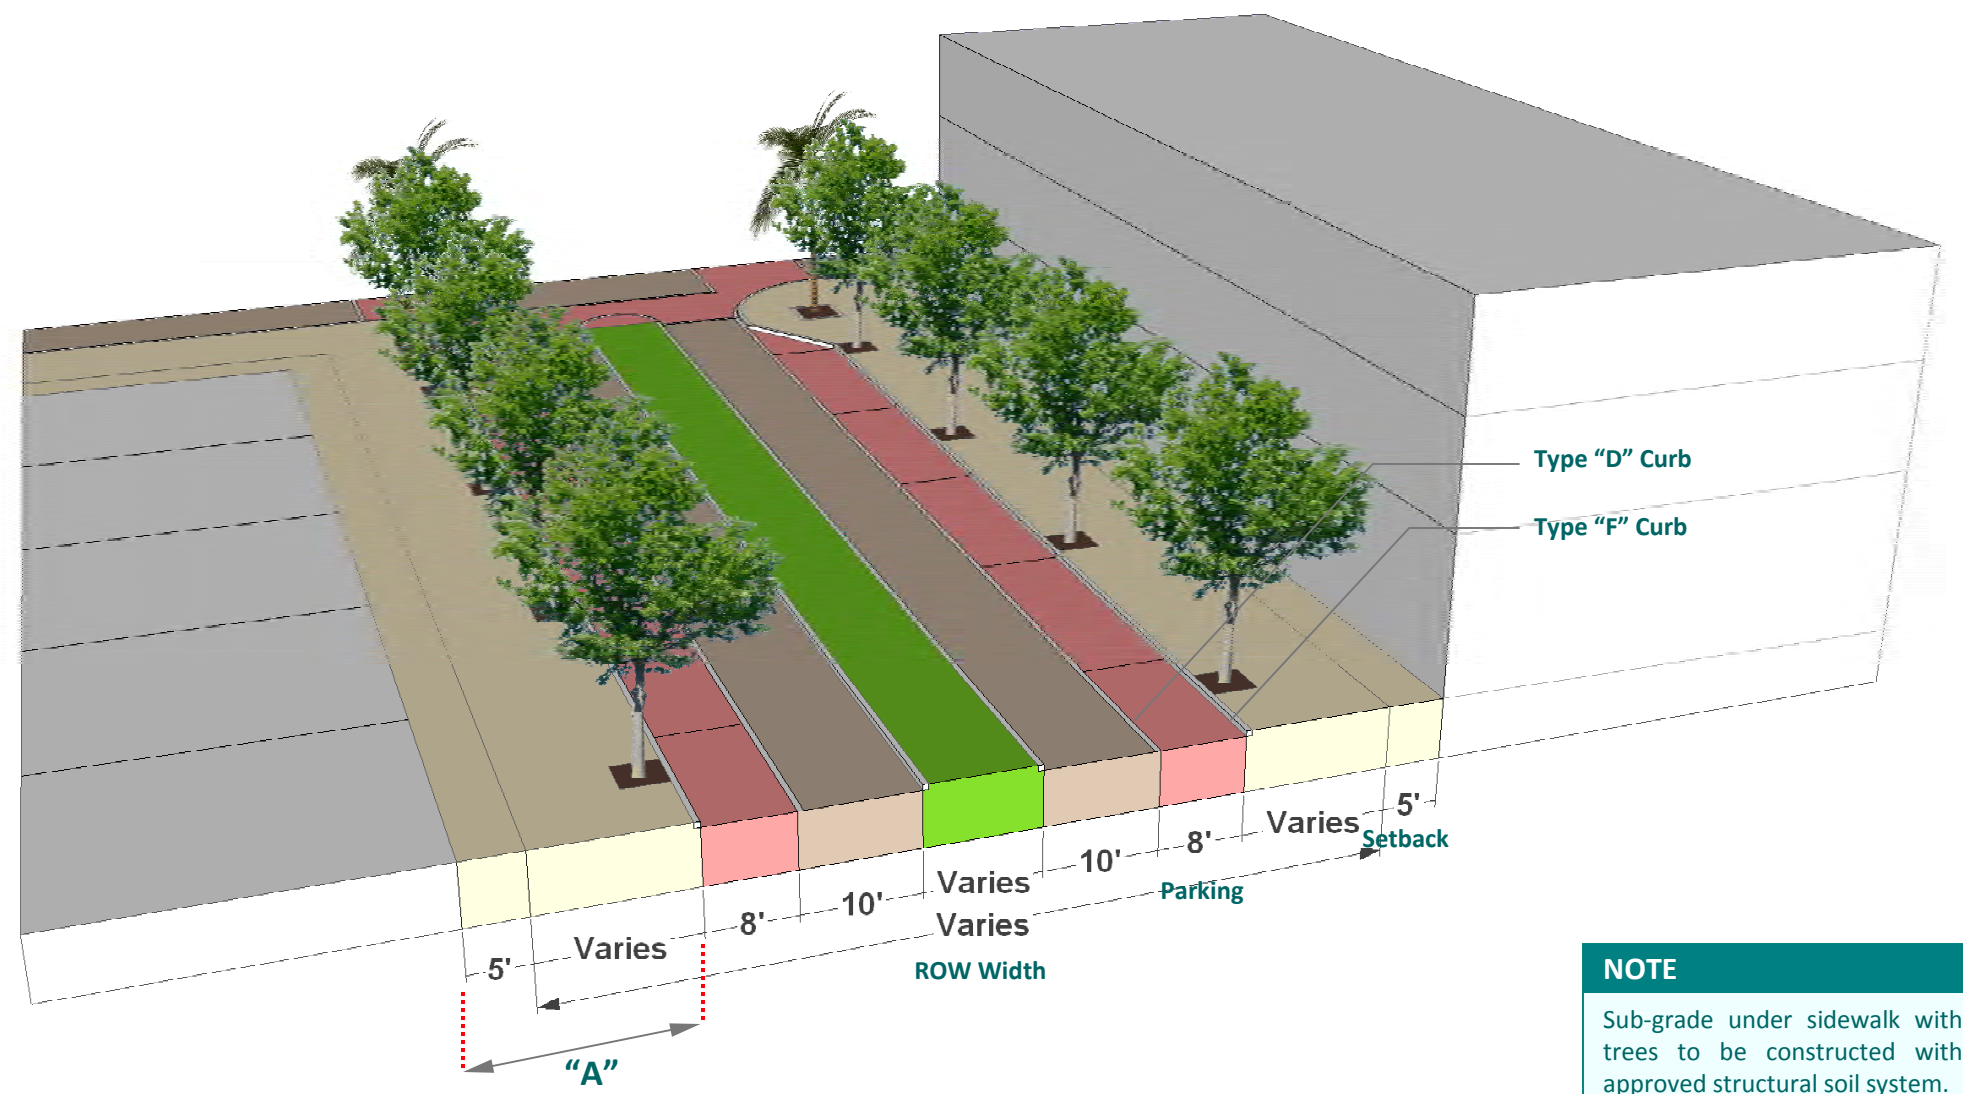 Type “D” Curb
Type “F” Curb
5'
Varies
8'
10'
Varies
10'
8'
Varies
5'
Setback
Parking
Varies
ROW Width
“A”
NOTE
Sub-grade under sidewalk with
trees to be constructed with
approved structural soil system.